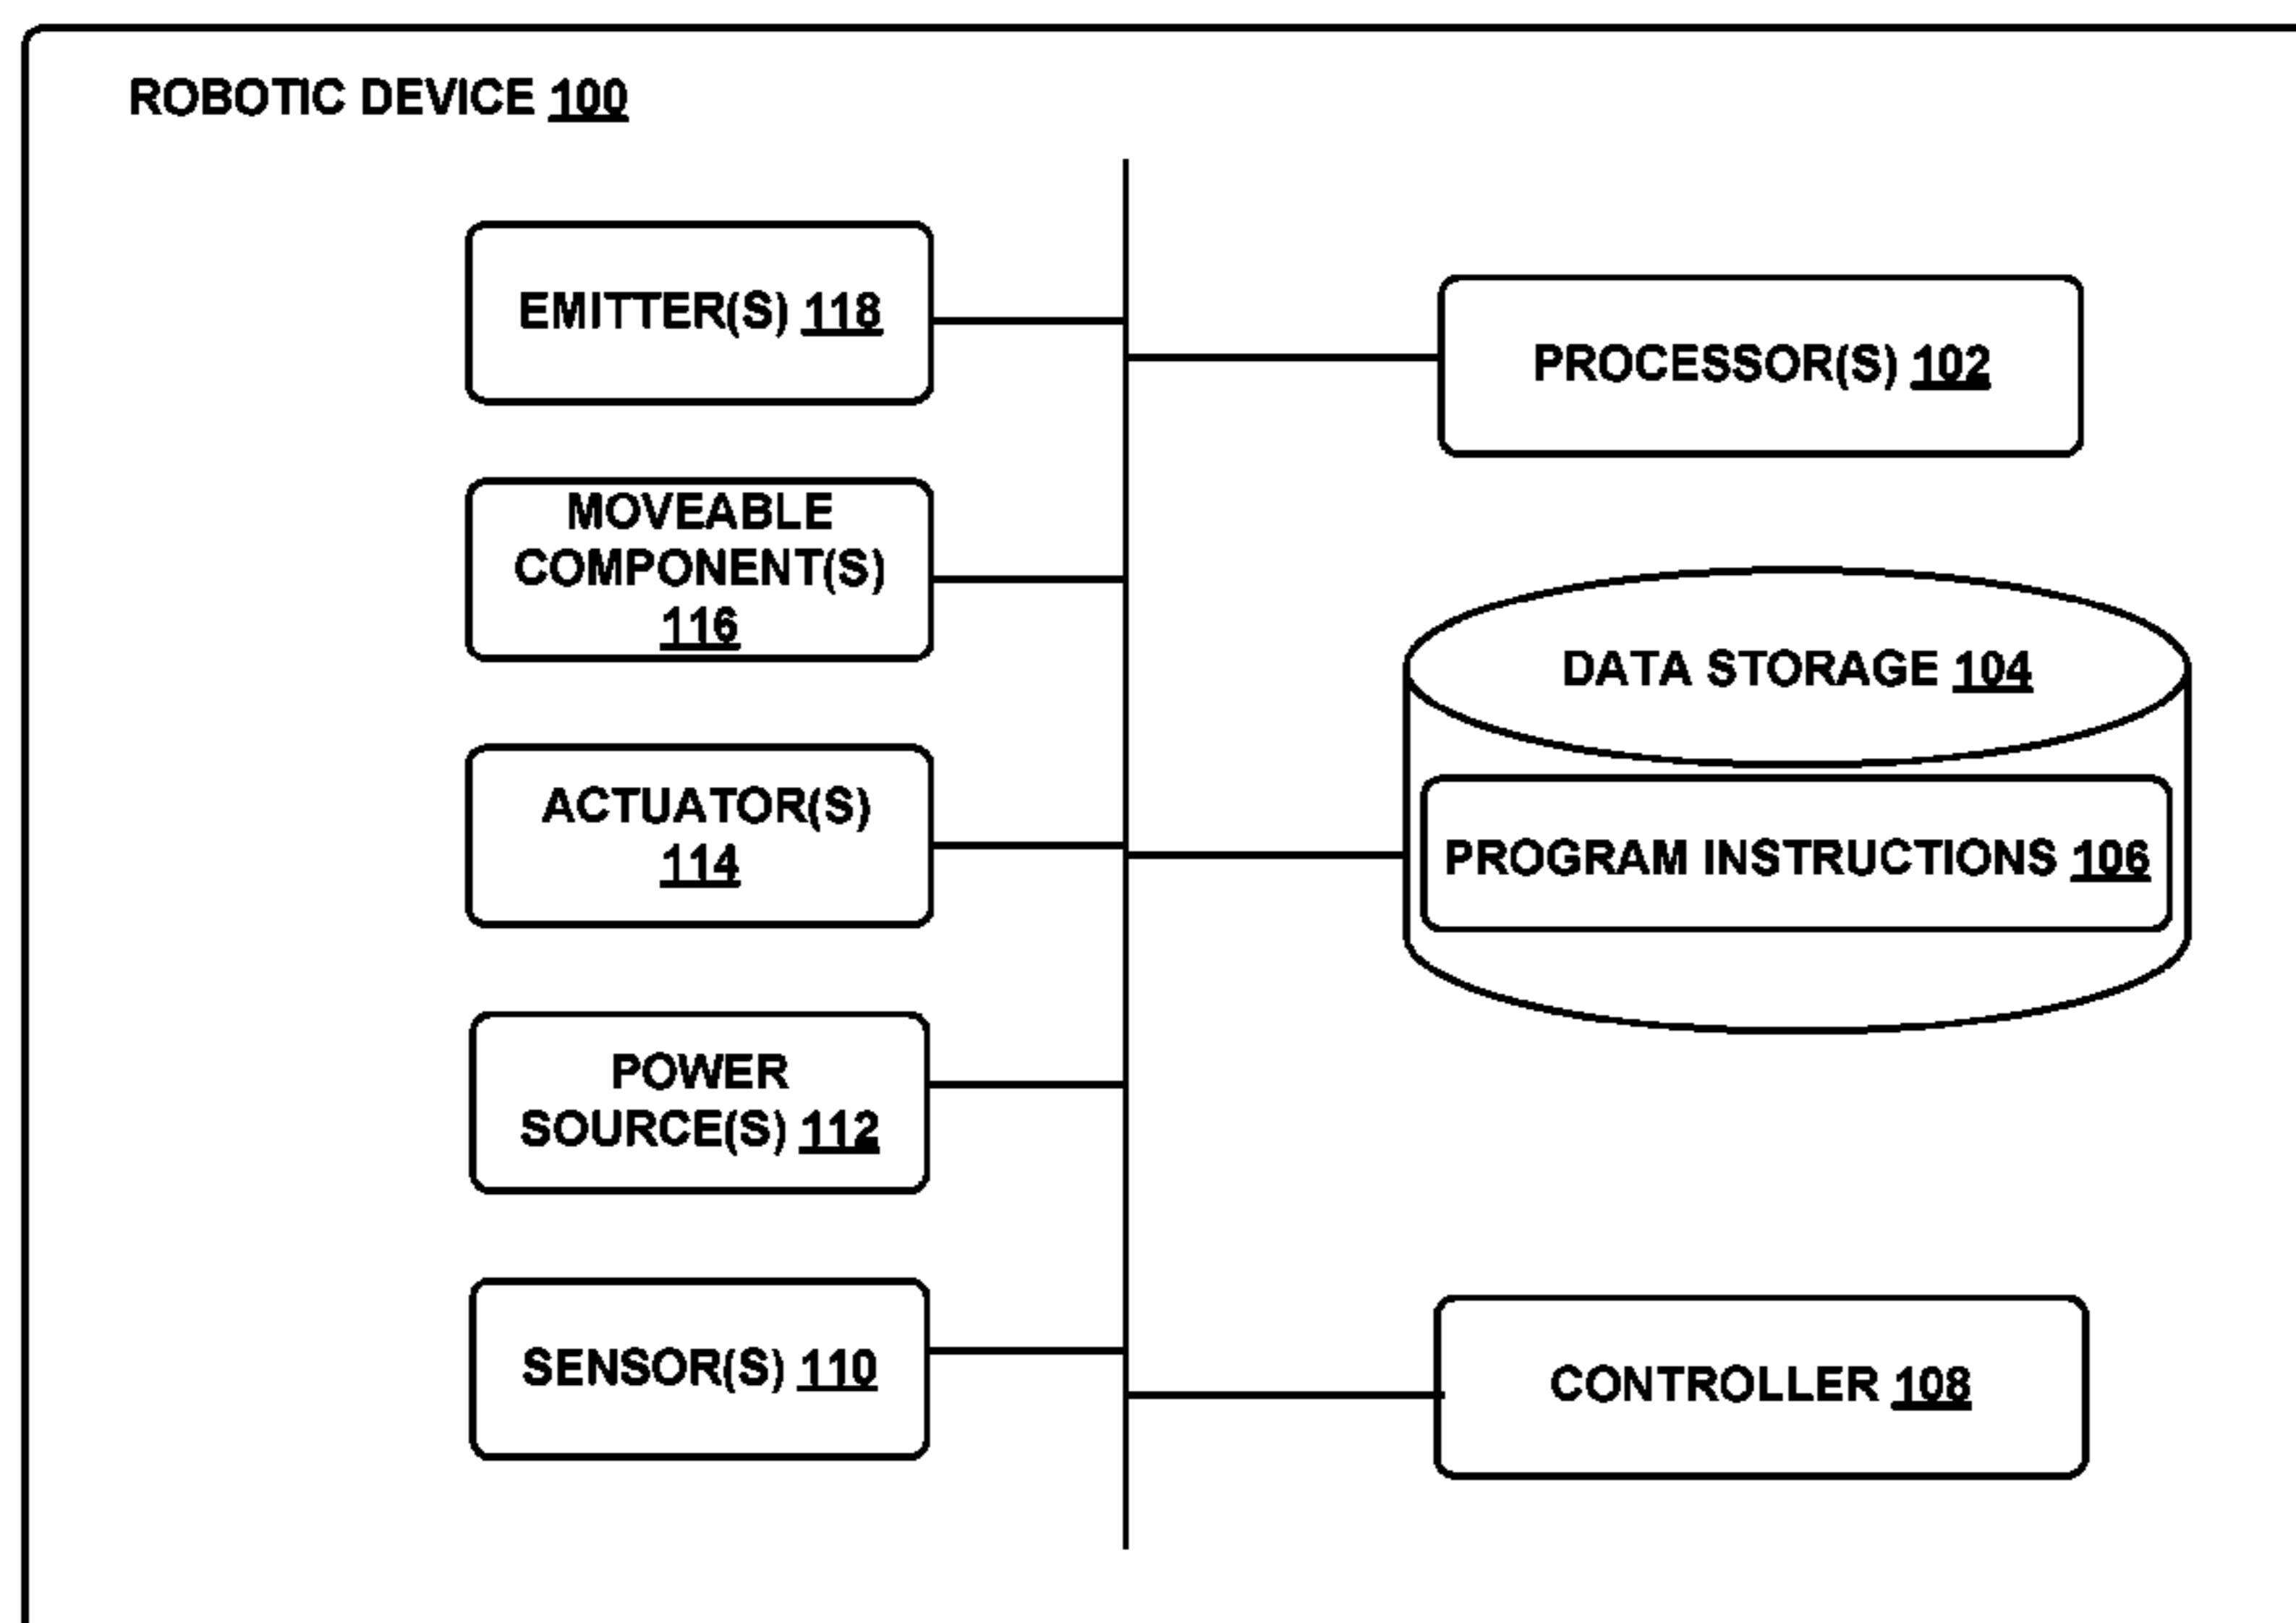 ROBOTIC DEVICE 100
EMITTER(S) 118
MOVEABLE
COMPONENT(S)
116
ACTUATOR(S)
114
POWER
SOURCE(S) 112
SENSOR(S) 110
PROCESSOR(S) 102
DATA STORAGE 104
PROGRAM INSTRUCTIONS 106
CONTROLLER 108